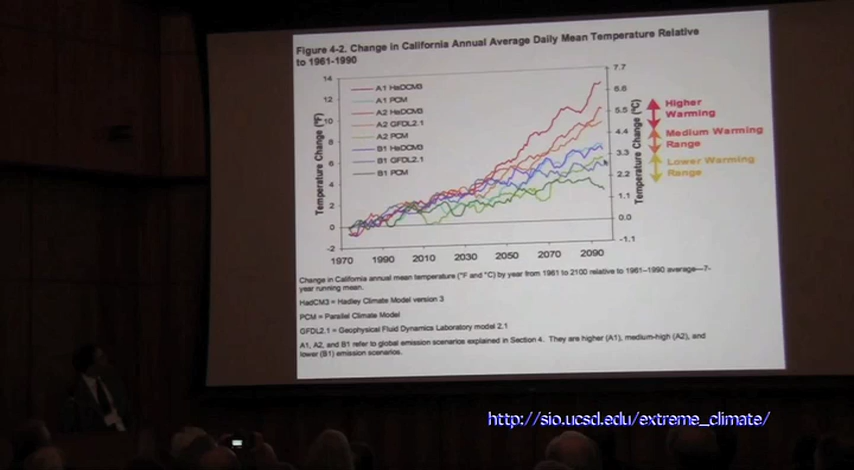 Figure 4-2. Change in California Annual Average Daily Mean Temperature Relative
to 1961-1990
14
12
10
8
6
4
2
0
-2
Temperature Change (°F)
A1 HaDCM3
A1 PCM
A2 HaDCM3
A2 GFDL2.1
A2 PCM
B1 HaDCM3
B1 GFDL2.1
B1 PCM
7.7
6.6
5.5
4.4
3.3
2.2
1.1
0.0
-1.1
Temperature Change (°C)
Higher
Warming
Medium Warming
Range
Lower Warming
Range
1970 1990 2010 2030 2050 2070 2090
Change in California annual mean temperature (°F and °C) by year from 1961 to 2100 relative to 1961–1990 average—7-
year running mean.
HadCM3 = Hadley Climate Model version 3
PCM = Parallel Climate Model
GFDL2.1 = Geophysical Fluid Dynamics Laboratory model 2.1
A1, A2, and B1 refer to global emission scenarios explained in Section 4. They are higher (A1), medium-high (A2), and
lower (B1) emission scenarios.
http://sio.ucsd.edu/extreme_climate/